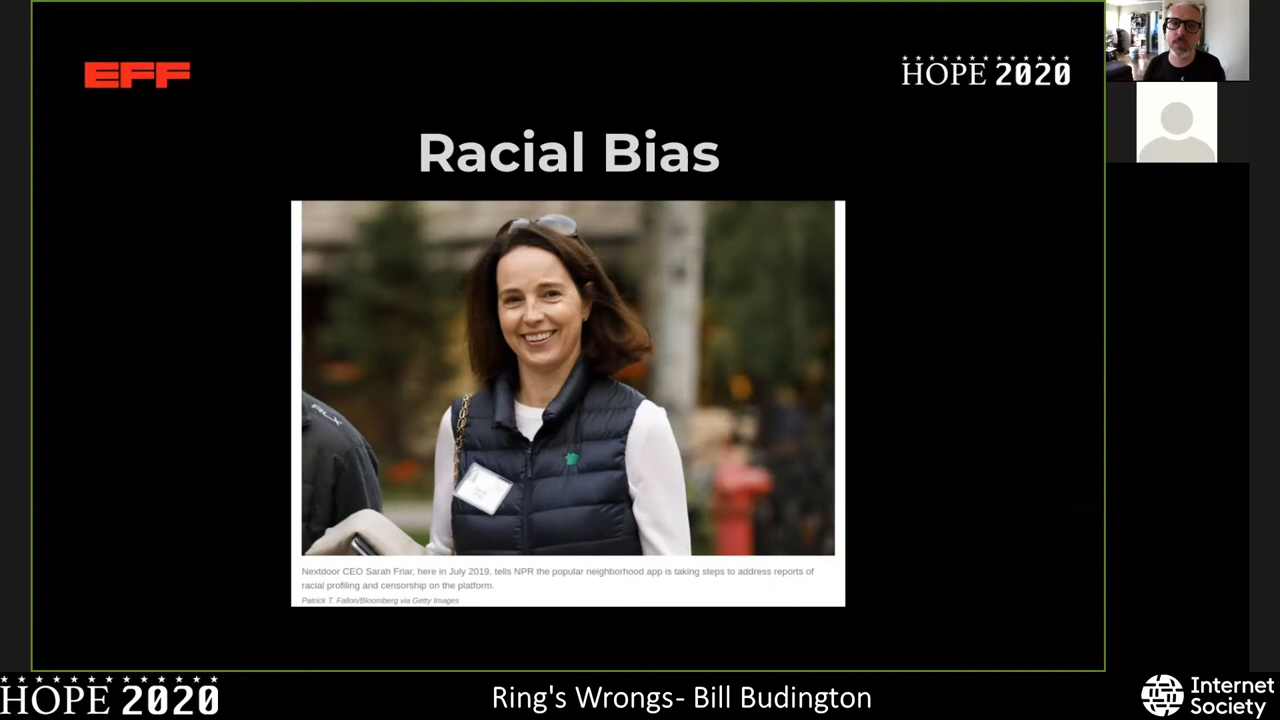 EFF
HOPE 2020
Racial Bias
RLX
Nextdoor CEO Sarah Friar, here in July 2019, tells NPR the popular neighborhood app is taking steps to address reports of
racial profiling and censorship on the platform.
Patrick T. Fallon/Bloomberg via Getty Images
HOPE 2020
Ring's Wrongs- Bill Budington
Internet
Society